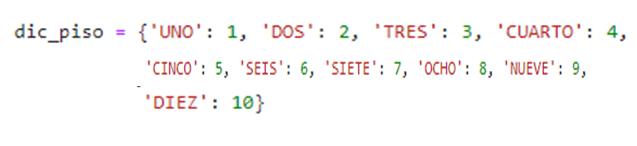 dic_piso = {'UNO': 1, 'DOS': 2, 'TRES': 3, 'CUARTO': 4,
'CINCO': 5, 'SEIS': 6, 'SIETE': 7, 'OCHO': 8, 'NUEVE': 9,
'DIEZ': 10}